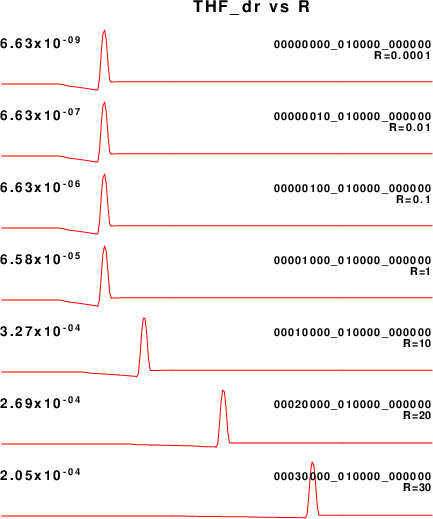 THF_dr vs R
6.63x10-09
00000000_010000_000000
R=0.0001
6.63x10-07
00000010_010000_000000
R=0.01
6.63x10-06
00000100_010000_000000
R=0.1
6.58x10-05
00001000_010000_000000
R=1
3.27x10-04
00010000_010000_000000
R=10
2.69x10-04
00020000_010000_000000
R=20
2.05x10-04
00030000_010000_000000
R=30